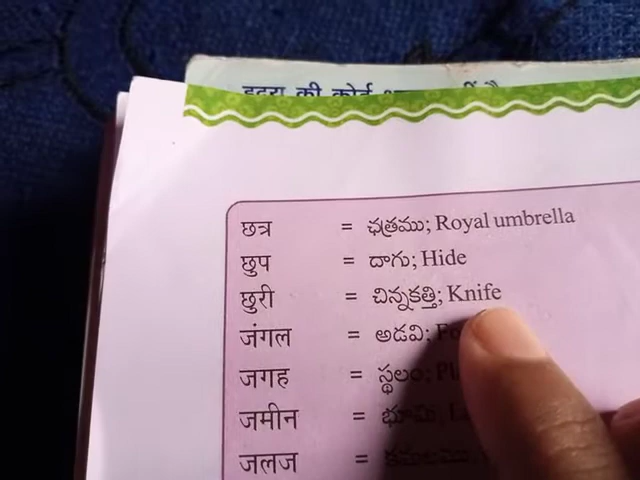 की कोई
छत्र = ఛత్రము; Royal umbrella
छुप = దాగు; Hide
छुरी = చిన్నకత్తి; Knife
जंगल = అడవి;
जगह = స్థలం;
जमीन = భూమి;
जलज =